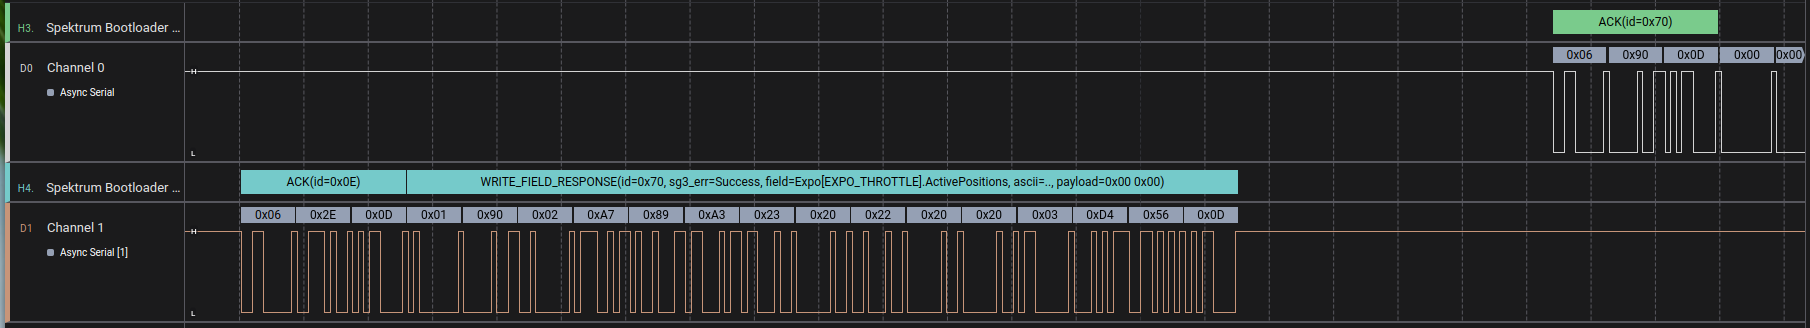 H3. Spektrum Bootloader ... ACK(id=0x70)
D0 Channel 0 H 0x06 0x90 0x0D 0x00 0x00
Async Serial
L
H4. Spektrum Bootloader ... ACK(id=0x0E) WRITE_FIELD_RESPONSE(id=0x70, sg3_err=Success, field=Expo[EXPO_THROTTLE].ActivePositions, ascii=.., payload=0x00 0x00)
D1 Channel 1 H 0x06 0x2E 0x0D 0x01 0x90 0x02 0xA7 0x89 0xA3 0x23 0x20 0x22 0x20 0x20 0x03 0xD4 0x56 0x0D
Async Serial [1]
L